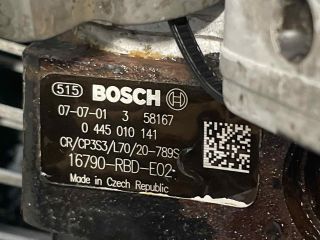 515 BOSCH
07-07-01 3 58167
0 445 010 141
CR/CP3S3/L70/20-789S
16790-RBD-E02-
Made in Czech Republic